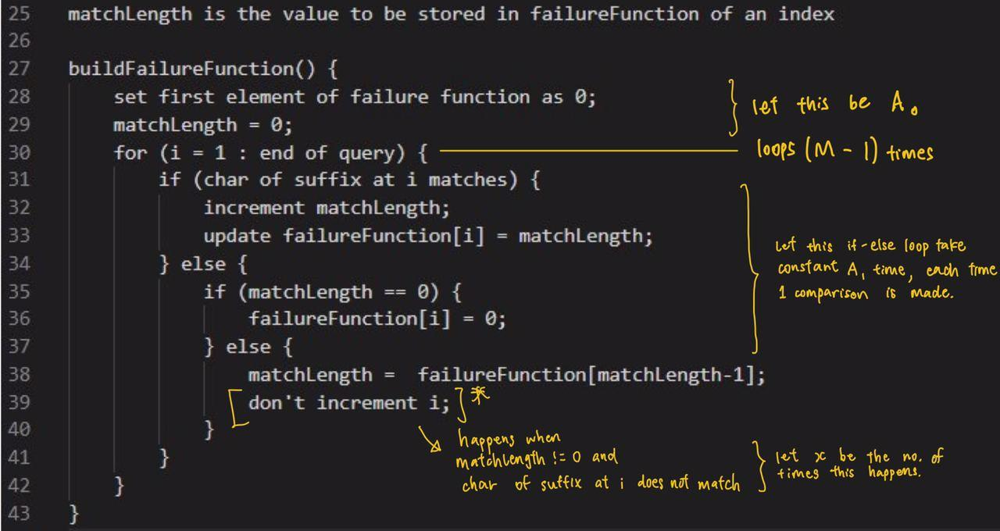 25 matchLength is the value to be stored in failureFunction of an index
26
27 buildFailureFunction() {
28 set first element of failure function as 0;
29 matchLength = 0;
let this be A₀
30 for (i = 1 : end of query) {
loops (M - 1) times
31 if (char of suffix at i matches) {
32 increment matchLength;
33 update failureFunction[i] = matchLength;
34 } else {
35 if (matchLength == 0) {
36 failureFunction[i] = 0;
37 } else {
Let this if-else loop take
constant A₁ time, each time
1 comparison is made.
38 matchLength = failureFunction[matchLength-1];
39 [ don't increment i; ]*
40 }
41 }
42 }
43 }
happens when
matchLength != 0 and
char of suffix at i does not match
let x be the no. of
times this happens.